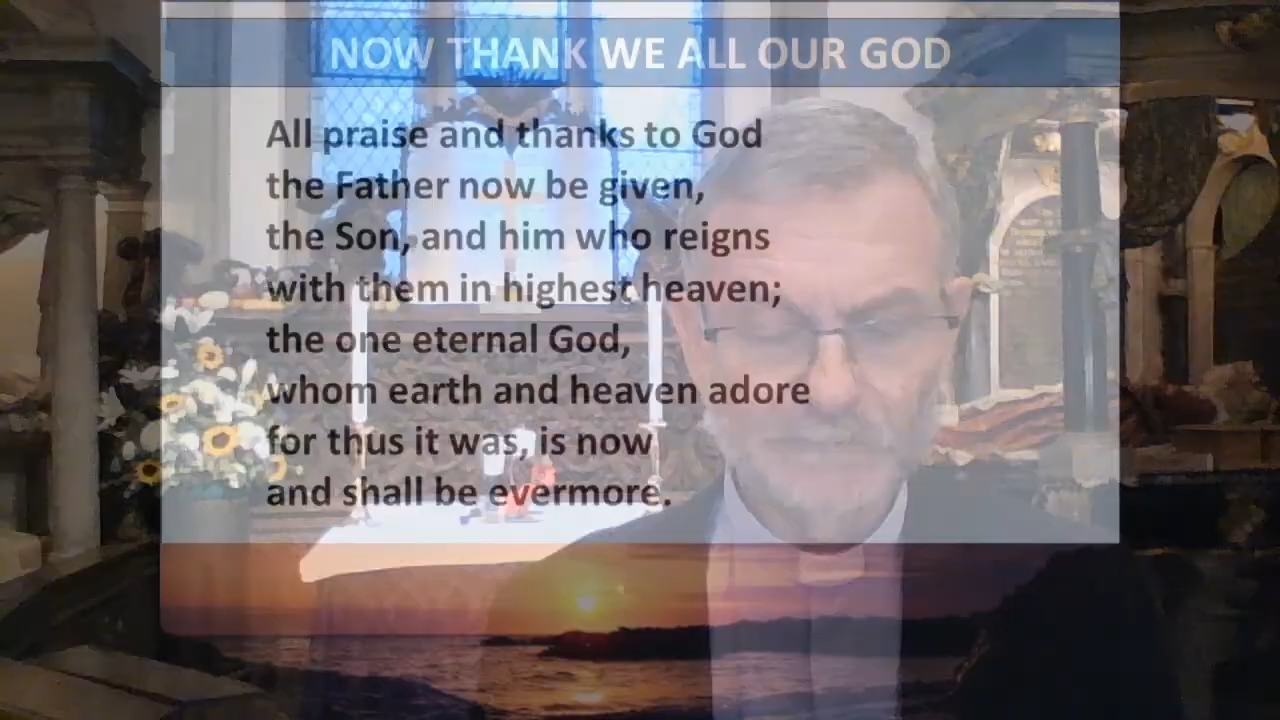 NOW THANK WE ALL OUR GOD
All praise and thanks to God
the Father now be given,
the Son, and him who reigns
with them in highest heaven;
the one eternal God,
whom earth and heaven adore
for thus it was, is now
and shall be evermore.